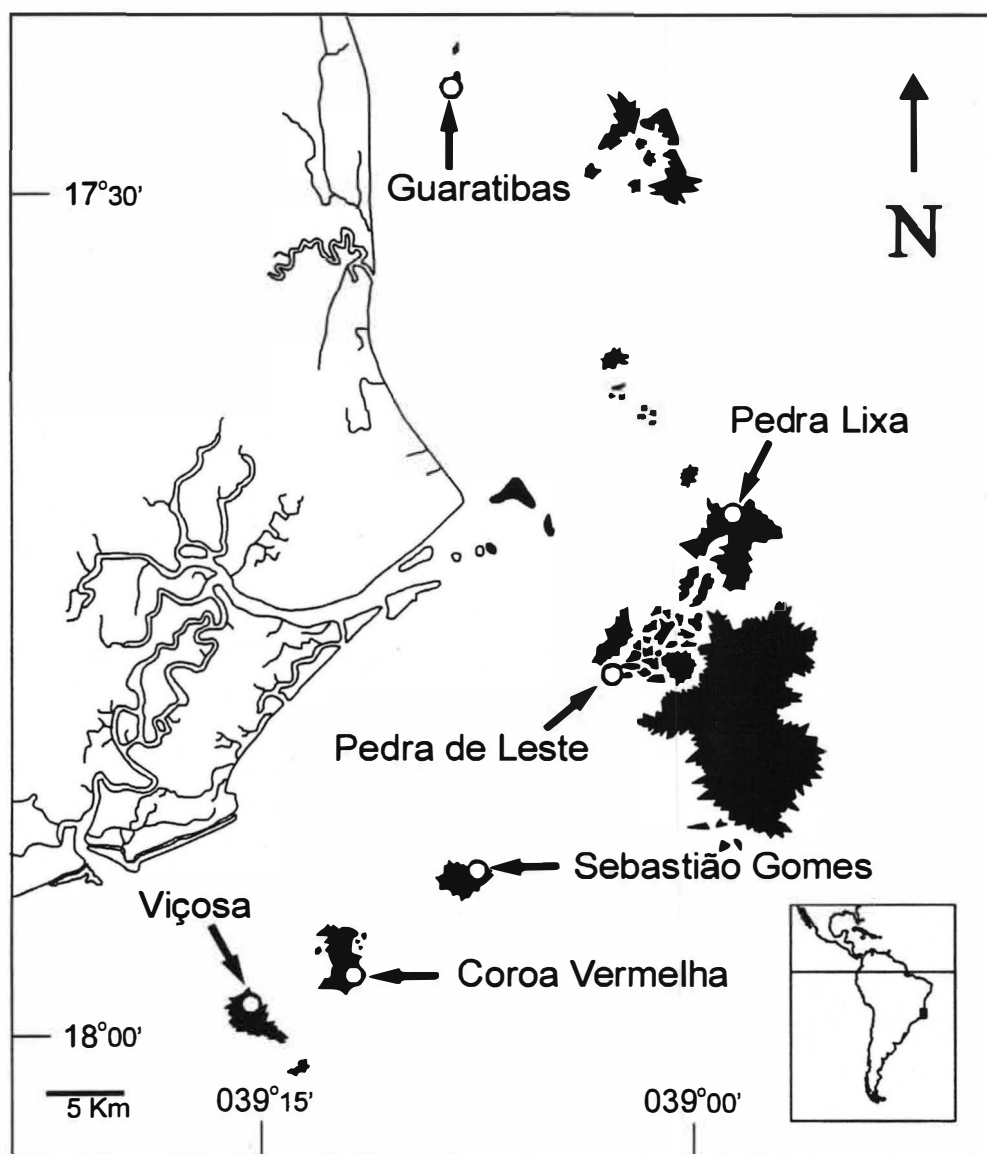 Guaratibas
17°30'
N
Pedra Lixa
Pedra de Leste
Sebastião Gomes
Viçosa
Coroa Vermelha
18°00'
5 Km
039°15'
039°00'